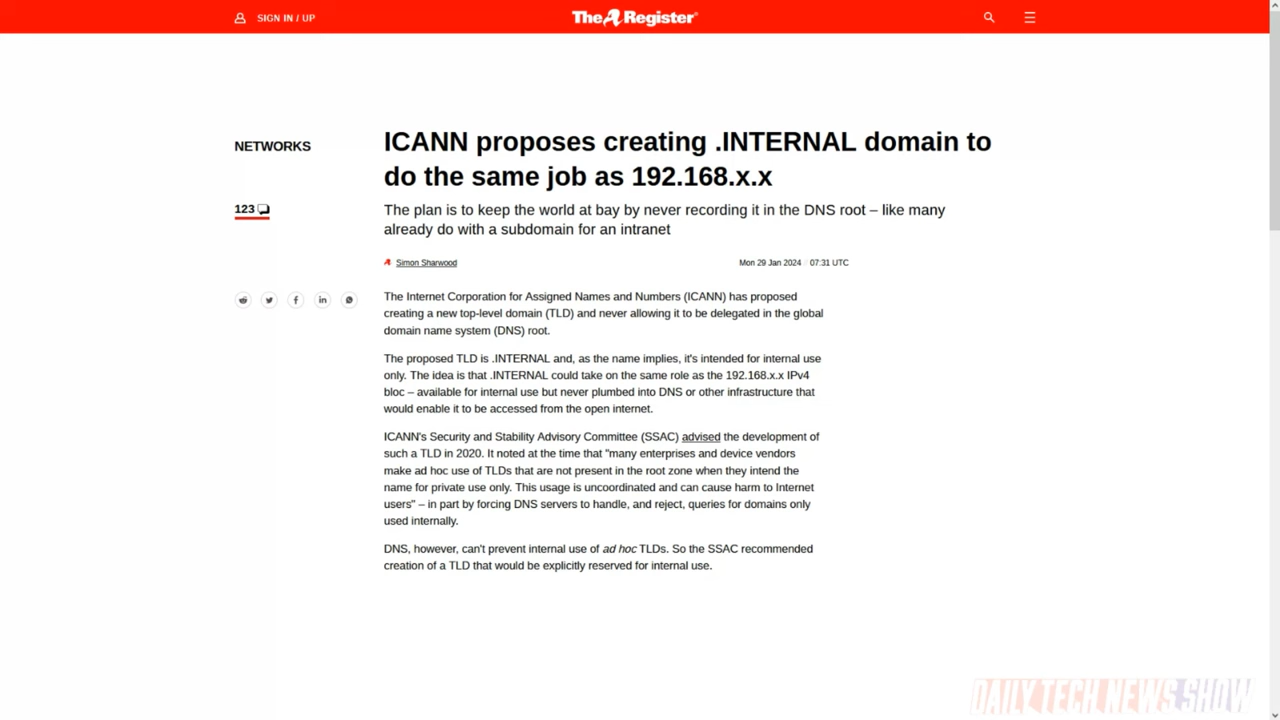 SIGN IN / UP
The Register
NETWORKS
ICANN proposes creating .INTERNAL domain to
do the same job as 192.168.x.x
123
The plan is to keep the world at bay by never recording it in the DNS root – like many
already do with a subdomain for an intranet
Simon Sharwood
Mon 29 Jan 2024 / 07:31 UTC
The Internet Corporation for Assigned Names and Numbers (ICANN) has proposed
creating a new top-level domain (TLD) and never allowing it to be delegated in the global
domain name system (DNS) root.
The proposed TLD is .INTERNAL and, as the name implies, it's intended for internal use
only. The idea is that .INTERNAL could take on the same role as the 192.168.x.x IPv4
bloc – available for internal use but never plumbed into DNS or other infrastructure that
would enable it to be accessed from the open internet.
ICANN's Security and Stability Advisory Committee (SSAC) advised the development of
such a TLD in 2020. It noted at the time that "many enterprises and device vendors
make ad hoc use of TLDs that are not present in the root zone when they intend the
name for private use only. This usage is uncoordinated and can cause harm to Internet
users" – in part by forcing DNS servers to handle, and reject, queries for domains only
used internally.
DNS, however, can't prevent internal use of ad hoc TLDs. So the SSAC recommended
creation of a TLD that would be explicitly reserved for internal use.
DAILY TECH NEWS SHOW